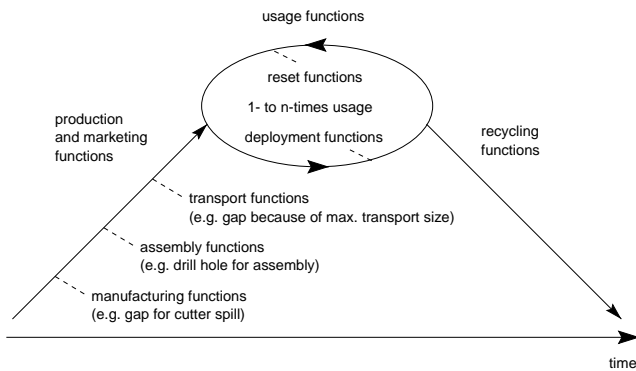 usage functions
reset functions
1- to n-times usage
deployment functions
production
and marketing
functions
recycling
functions
transport functions
(e.g. gap because of max. transport size)
assembly functions
(e.g. drill hole for assembly)
manufacturing functions
(e.g. gap for cutter spill)
time